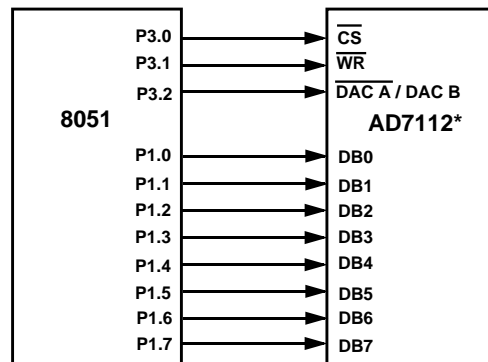 P3.0 CS
P3.1 WR
P3.2 DAC A / DAC B
8051 AD7112*
P1.0 DB0
P1.1 DB1
P1.2 DB2
P1.3 DB3
P1.4 DB4
P1.5 DB5
P1.6 DB6
P1.7 DB7